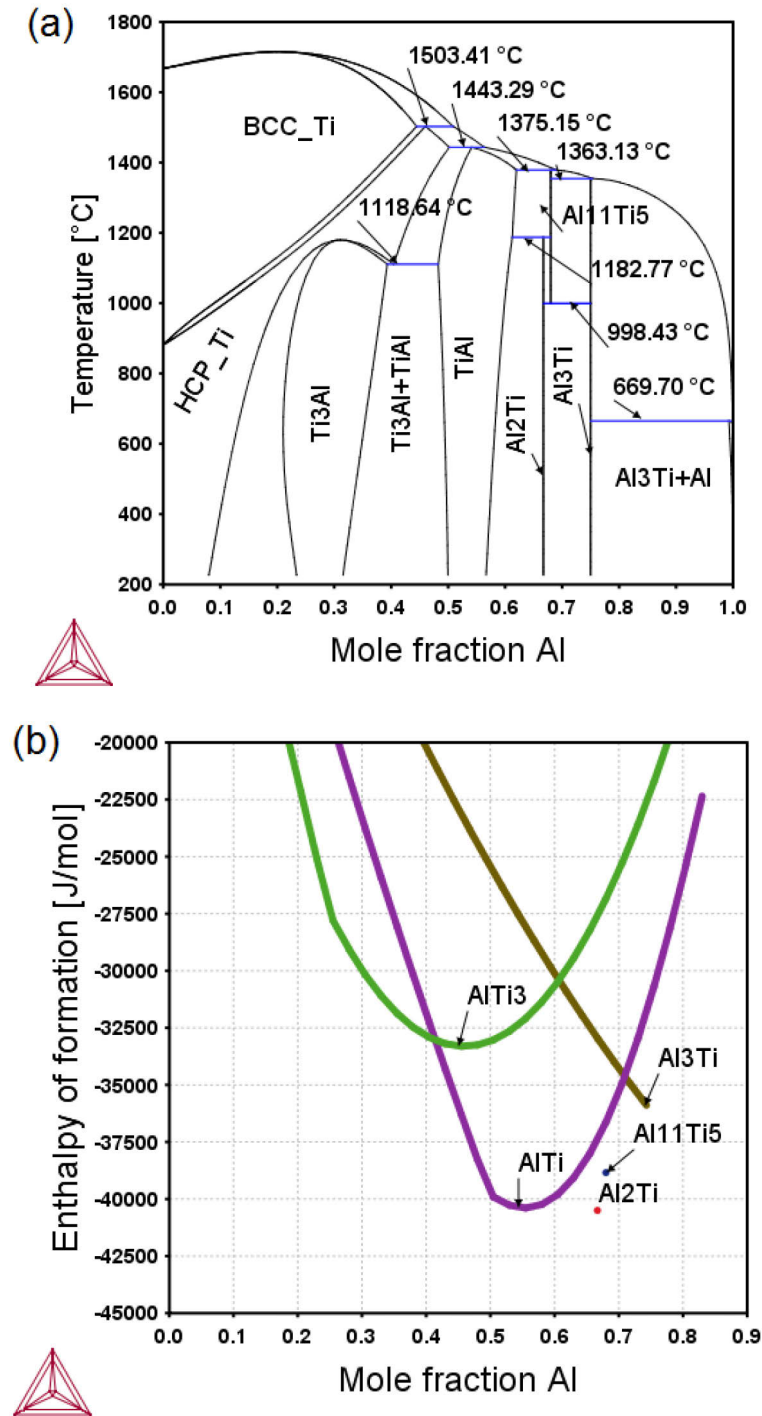 (a)
1800
1600
1400
1200
1000
800
600
400
200
Temperature [°C]
1503.41 °C
1443.29 °C
1375.15 °C
1363.13 °C
BCC_Ti
1118.64 °C
Al11Ti5
1182.77 °C
998.43 °C
669.70 °C
HCP_Ti
Ti3Al
Ti3Al+TiAl
TiAl
Al2Ti
Al3Ti
Al3Ti+Al
0.0 0.1 0.2 0.3 0.4 0.5 0.6 0.7 0.8 0.9 1.0
Mole fraction Al
(b)
-20000
-22500
-25000
-27500
-30000
-32500
-35000
-37500
-40000
-42500
-45000
Enthalpy of formation [J/mol]
AlTi3
Al3Ti
Al11Ti5
AlTi
Al2Ti
0.0 0.1 0.2 0.3 0.4 0.5 0.6 0.7 0.8 0.9
Mole fraction Al